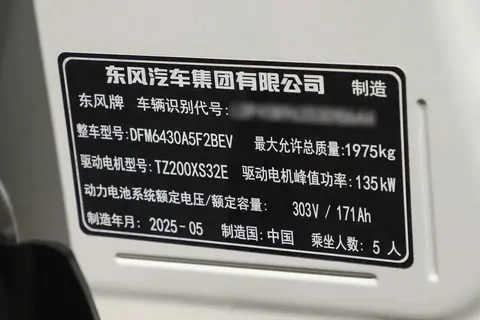 东风汽车集团有限公司 制造
东风牌 车辆识别代号:
整车型号:DFM6430A5F2BEV 最大允许总质量:1975kg
驱动电机型号:TZ200XS32E 驱动电机峰值功率:135kW
动力电池系统额定电压/额定容量: 303V / 171Ah
制造年月: 2025-05 制造国:中国 乘坐人数: 5 人